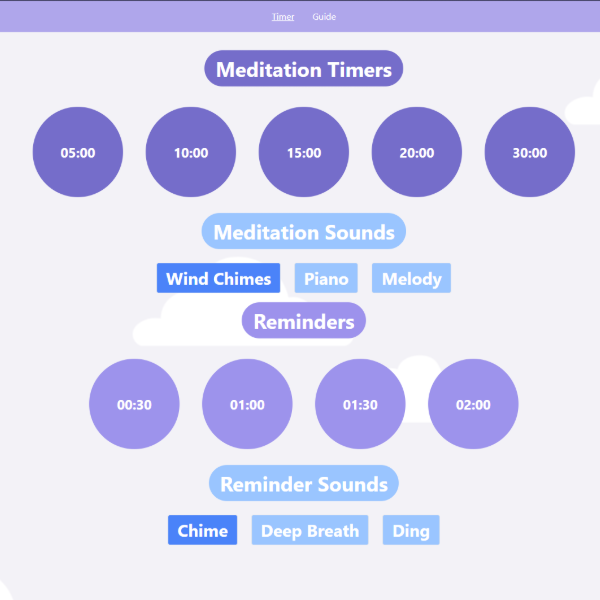 Timer Guide
Meditation Timers
05:00 10:00 15:00 20:00 30:00
Meditation Sounds
Wind Chimes Piano Melody
Reminders
00:30 01:00 01:30 02:00
Reminder Sounds
Chime Deep Breath Ding